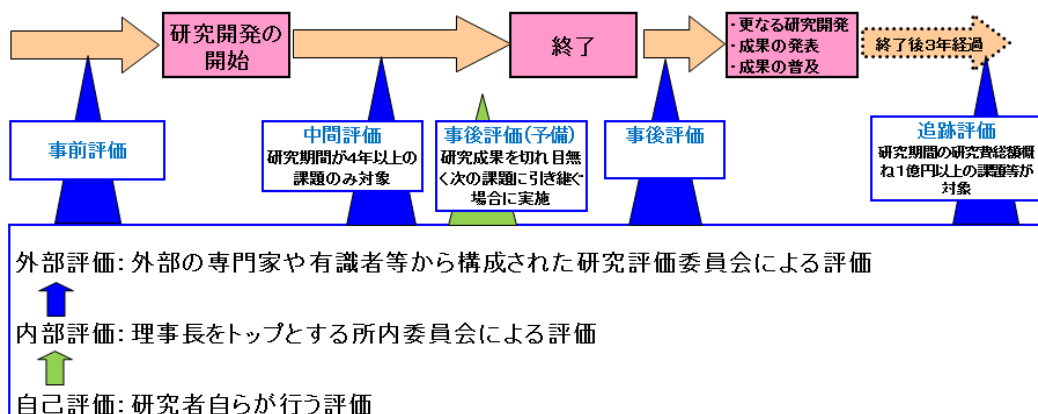 研究開発の
開始
終了
・更なる研究開発
・成果の発表
・成果の普及
終了後3年経過
事前評価
中間評価
研究期間が4年以上の
課題のみ対象
事後評価(予備)
研究成果を切れ目無
く次の課題に引き継ぐ
場合に実施
事後評価
追跡評価
研究期間の研究費総額概
ね1億円以上の課題等が
対象
外部評価：外部の専門家や有識者等から構成された研究評価委員会による評価
内部評価：理事長をトップとする所内委員会による評価
自己評価：研究者自らが行う評価